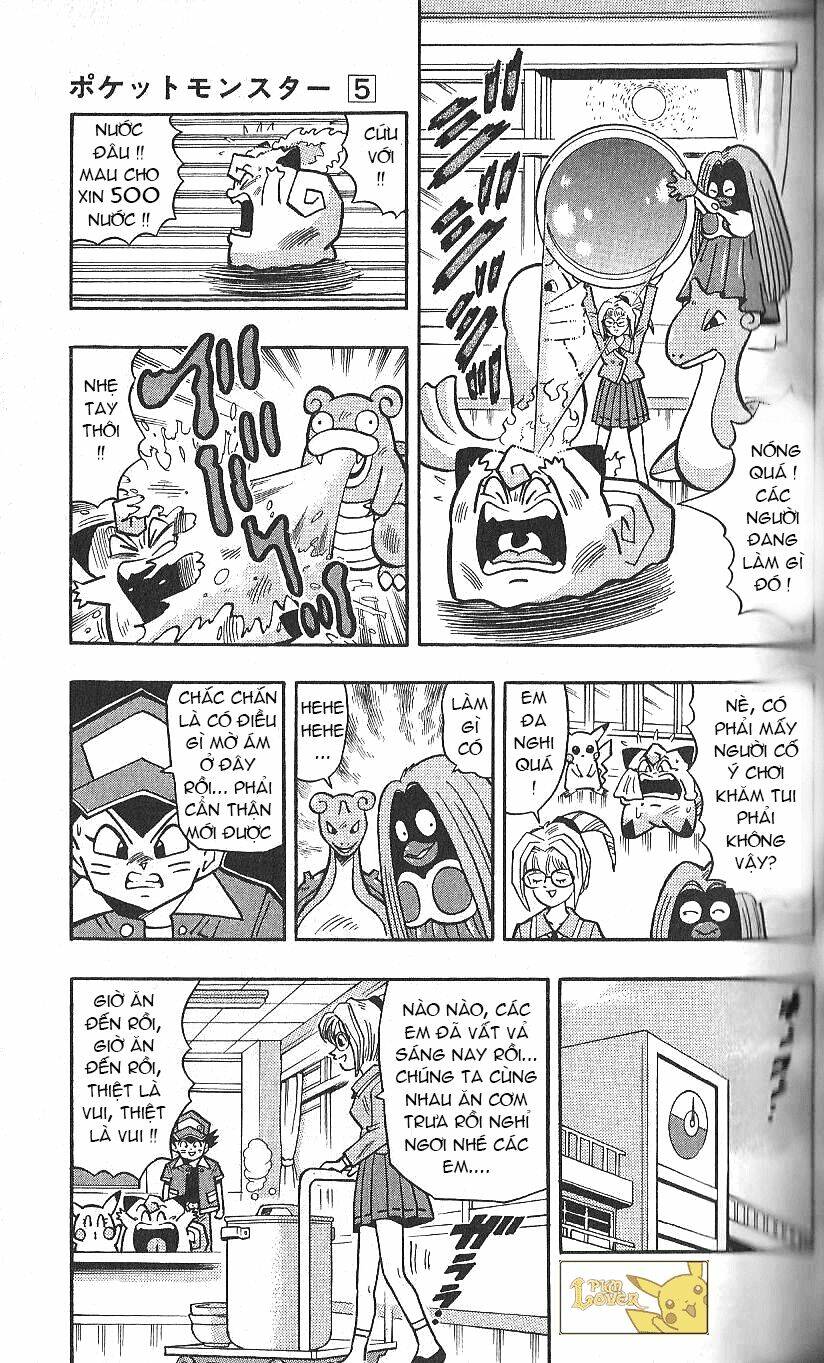 ポケットモンスター 5
NÓNG
QUÁ !
CÁC
NGƯỜI
ĐANG
LÀM GÌ
ĐÓ !
CỨU
VỚI
!!
NƯỚC
ĐÂU !!
MAU CHO
XIN 500
NƯỚC !!
NHẸ
TAY
THÔI
!!
NÈ, CÓ
PHẢI MẤY
NGƯỜI CỐ
Ý CHƠI
KHĂM TUI
PHẢI
KHÔNG
VẬY?
EM
ĐA
NGHI
QUÁ
!
LÀM
GÌ
CÓ
HEHE
HEHE
...
CHẮC CHẮN
LÀ CÓ ĐIỀU
GÌ MỜ ÁM
Ở ĐÂY
RỒI... PHẢI
CẨN THẬN
MỚI ĐƯỢC
NÀO NÀO, CÁC
EM ĐÃ VẤT VẢ
SÁNG NAY RỒI...
CHÚNG TA CÙNG
NHAU ĂN CƠM
TRƯA RỒI NGHỈ
NGƠI NHÉ CÁC
EM....
ガララ
GIỜ ĂN
ĐẾN RỒI,
GIỜ ĂN
ĐẾN RỒI,
THIỆT LÀ
VUI, THIỆT
LÀ VUI !!
PKM
LOVER